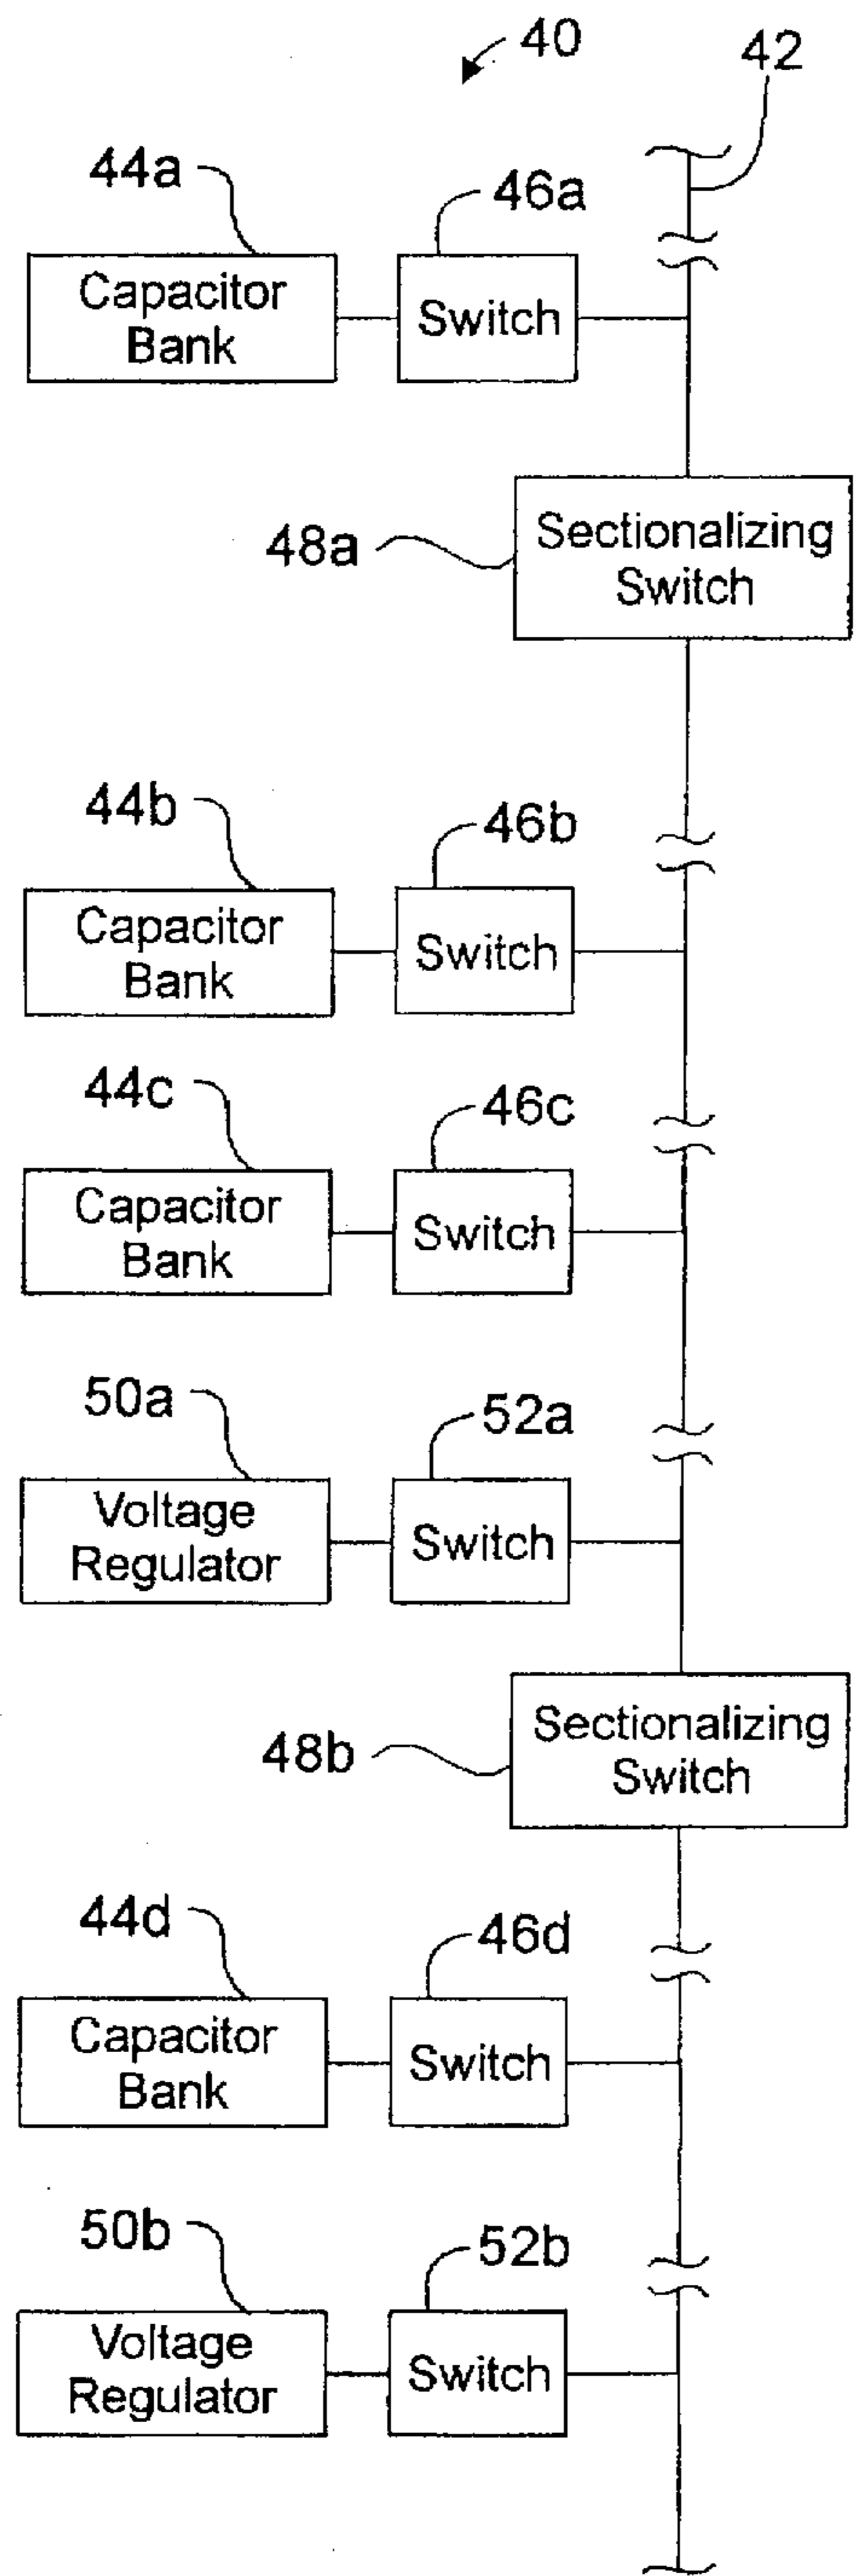 40
42
44a
46a
Capacitor
Bank
Switch
48a
Sectionalizing
Switch
44b
46b
Capacitor
Bank
Switch
44c
46c
Capacitor
Bank
Switch
50a
52a
Voltage
Regulator
Switch
48b
Sectionalizing
Switch
44d
46d
Capacitor
Bank
Switch
50b
52b
Voltage
Regulator
Switch